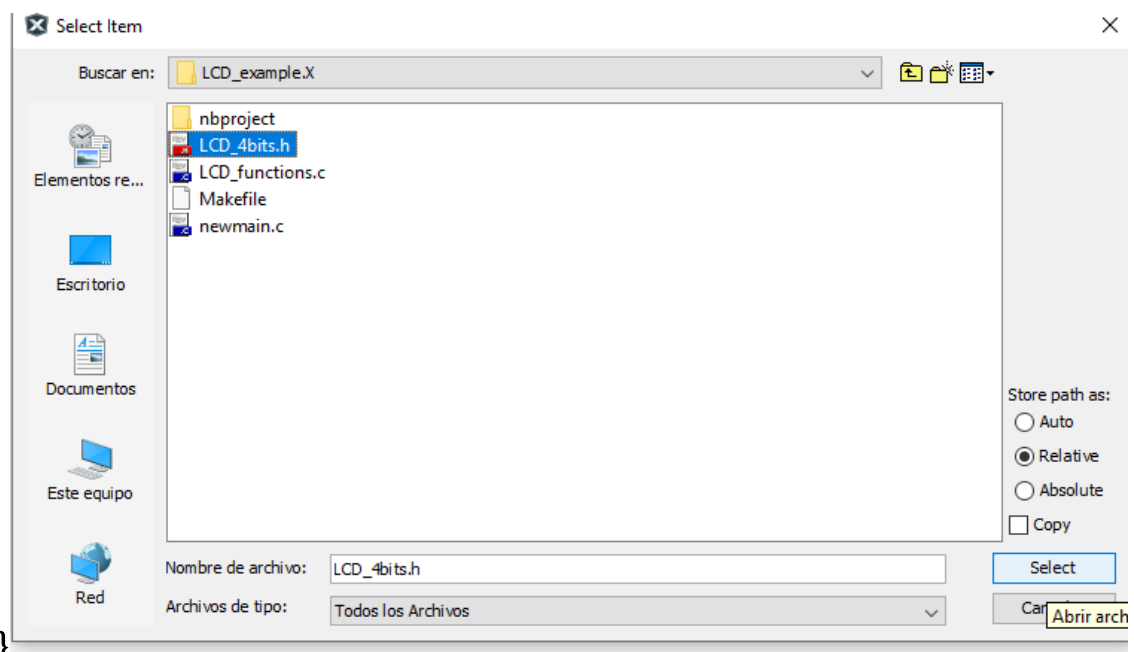 Select Item
Buscar en:
LCD_example.X
nbproject
LCD_4bits.h
LCD_functions.c
Makefile
newmain.c
Elementos re...
Escritorio
Documentos
Este equipo
Red
Store path as:
Auto
Relative
Absolute
Copy
Nombre de archivo:
LCD_4bits.h
Select
Archivos de tipo:
Todos los Archivos
Abrir arch
}